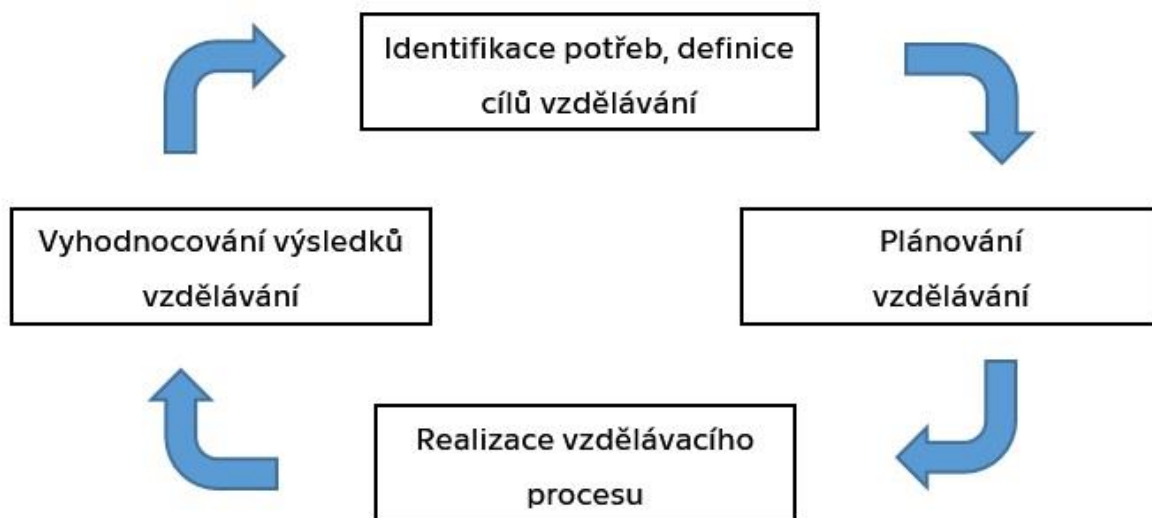 Identifikace potřeb, definice
cílů vzdělávání
Plánování
vzdělávání
Realizace vzdělávacího
procesu
Vyhodnocování výsledků
vzdělávání